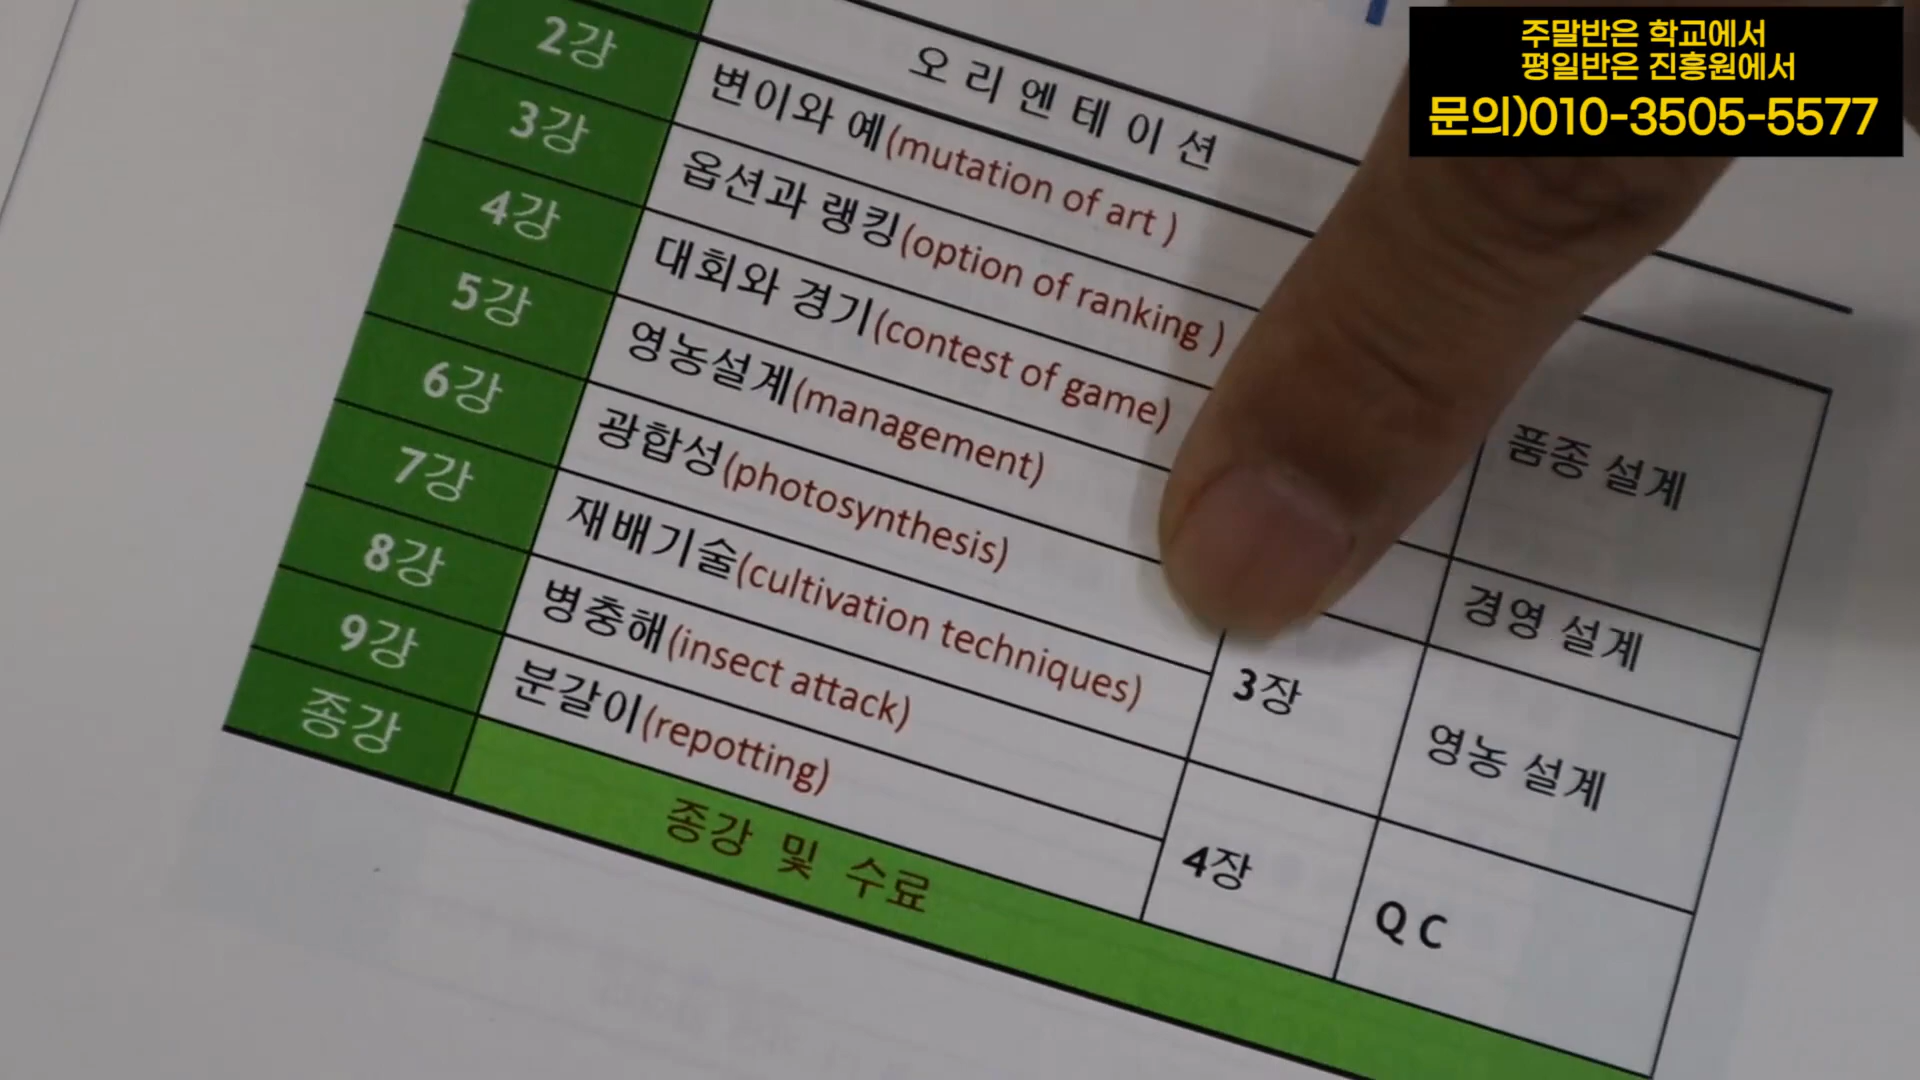 주말반은 학교에서
평일반은 진흥원에서
문의)010-3505-5577
오 리 엔 테 이 션
2강 변이와 예(mutation of art )
3강 옵션과 랭킹(option of ranking )
4강 대회와 경기(contest of game)
품종 설계
5강 영농설계(management)
경영 설계
6강 광합성(photosynthesis)
7강 재배기술(cultivation techniques)
3장 영농 설계
8강 병충해(insect attack)
9강 분갈이(repotting)
4장 Q C
종강 종강 및 수료